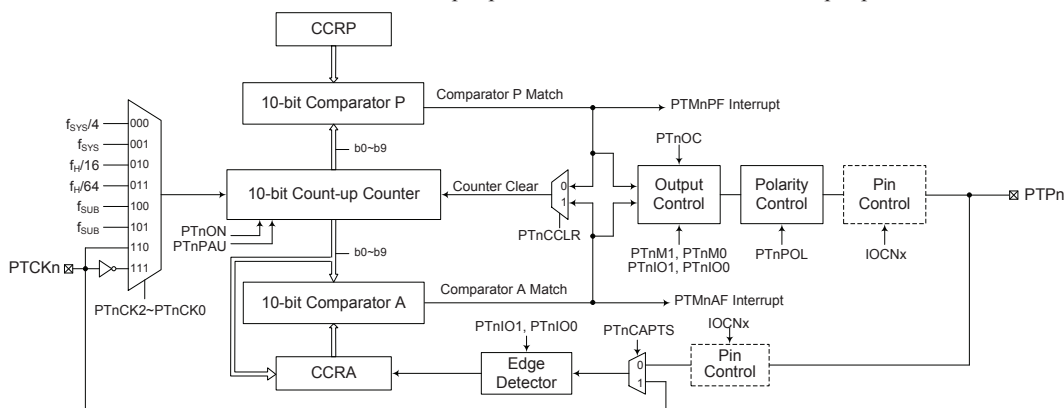 CCRP
10-bit Comparator P
Comparator P Match
PTMnPF Interrupt
b0~b9
PTnOC
fSYS/4
fSYS
fH/16
fH/64
fSUB
fSUB
000
001
010
011
100
101
110
111
10-bit Count-up Counter
Counter Clear
0
1
PTnCCLR
Output
Control
Polarity
Control
Pin
Control
PTPn
PTnON
PTnPAU
PTnM1, PTnM0
PTnIO1, PTnIO0
PTnPOL
IOCNx
PTCKn
PTnCK2~PTnCK0
b0~b9
10-bit Comparator A
Comparator A Match
PTMnAF Interrupt
PTnIO1, PTnIO0
PTnCAPTS
IOCNx
CCRA
Edge
Detector
0
1
Pin
Control